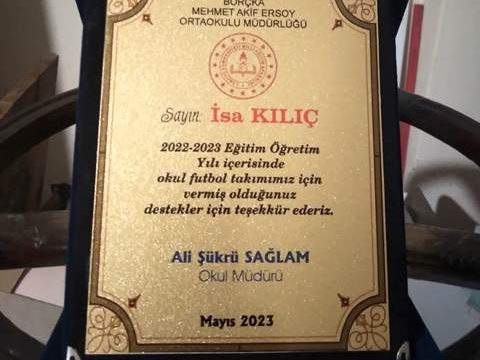 BORÇKA
MEHMET AKİF ERSOY
ORTAOKULU MÜDÜRLÜĞÜ
Sayın: İsa KILIÇ
2022-2023 Eğitim Öğretim
Yılı içerisinde
okul futbol takımımız için
vermiş olduğunuz
destekler için teşekkür ederiz.
Ali Şükrü SAĞLAM
Okul Müdürü
Mayıs 2023